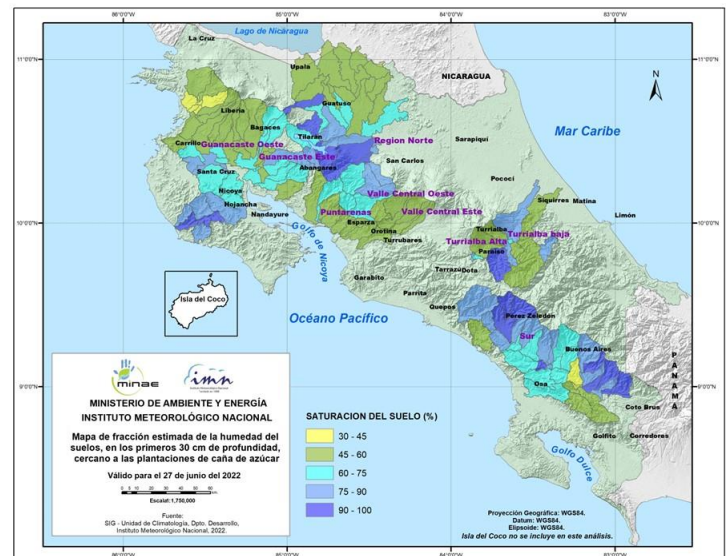 86°0'0"W
85°0'0"W
84°0'0"W
83°0'0"W
Lago de Nicaragua
La Cruz
Upala
11°0'0"N
11°0'0"N
NICARAGUA
N
Guatuso
Liberia
Bagaces
Tilarán
Mar Caribe
Carrillo
Guanacaste Oeste
Region Norte
Sarapiquí
Guanacaste Este
Abangares
San Carlos
Santa Cruz
Pococí
Nicoya
Valle Central Oeste
Siquirres
Matina
Hojancha
Nandayure
Puntarenas
Valle Central Este
Limón
10°0'0"N
10°0'0"N
Esparza
Orotina
Turrubares
Turrialba
Turrialba baja
Turrialba Alta
Paraíso
Golfo de Nicoya
Garabito
Tarrazú
Dota
Isla del Coco
Parrita
Quepos
Océano Pacífico
Pérez Zeledón
Sur
Buenos Aires
PANAMÁ
Osa
9°0'0"N
9°0'0"N
Coto Brus
Golfito
Corredores
Golfo Dulce
minae
imn
MINISTERIO DE AMBIENTE Y ENERGÍA
INSTITUTO METEOROLÓGICO NACIONAL
Mapa de fracción estimada de la humedad del
suelos, en los primeros 30 cm de profundidad,
cercano a las plantaciones de caña de azúcar
Válido para el 27 de junio del 2022
Escala1:1,750,000
Fuente:
SIG - Unidad de Climatología, Dpto. Desarrollo,
Instituto Meteorológico Nacional, 2022.
SATURACION DEL SUELO (%)
30 - 45
45 - 60
60 - 75
75 - 90
90 - 100
Proyección Geográfica: WGS84.
Datum: WGS84.
Elipsoide: WGS84.
Isla del Coco no se incluye en este análisis.
86°0'0"W
85°0'0"W
84°0'0"W
83°0'0"W